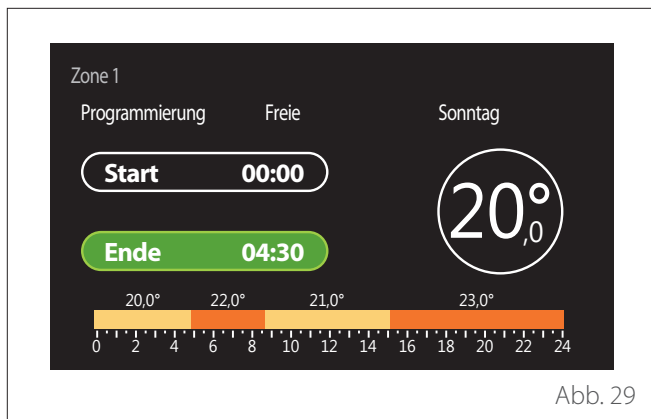 Zone 1
Programmierung Freie Sonntag
Start 00:00
20°,0
Ende 04:30
20,0° 22,0° 21,0° 23,0°
0 2 4 6 8 10 12 14 16 18 20 22 24
Abb. 29